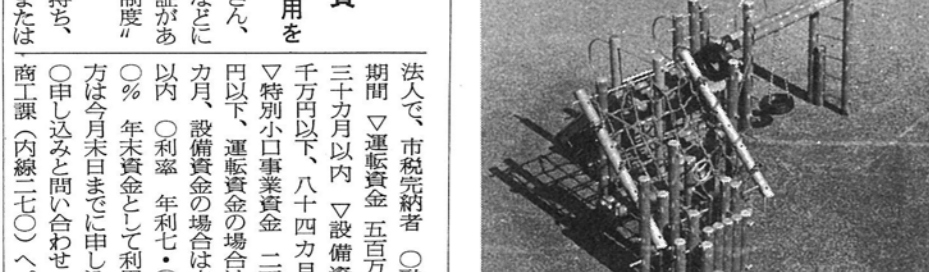 資
用を
さん、
などに
証があ
制度〟
持ち、
または
法人で、市税完納者 ○
期間 ▽運転資金 五百万
三十カ月以内 ▽設備資
千万円以下、八十四カ月
▽特別小口事業資金 二
円以下、運転資金の場合は
カ月、設備資金の場合は
以内 ○利率 年利七・
○% 年末資金として利用
方は今月末日までに申し込
○申し込みと問い合わせ
商工課(内線二七〇)へ。